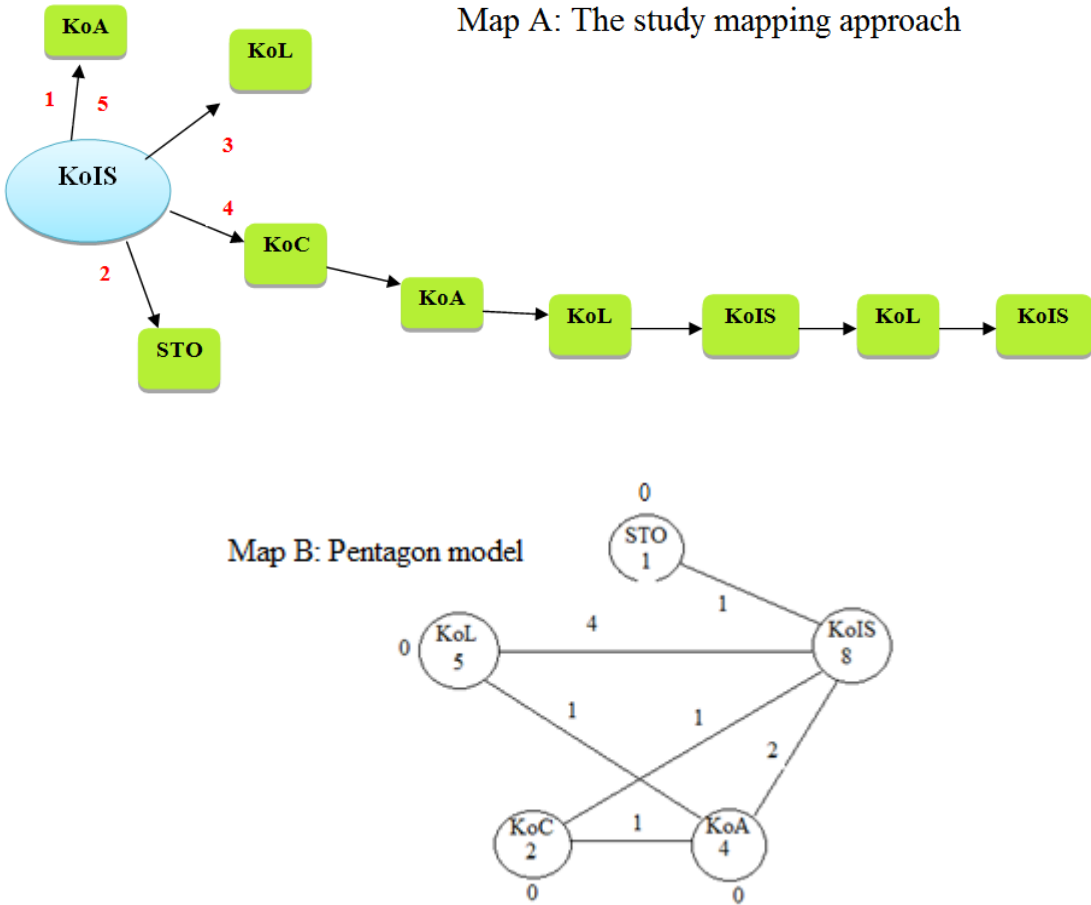 Map A: The study mapping approach
KoA
KoL
1
5
3
KoIS
4
KoC
2
KoA
KoL
KoIS
KoL
KoIS
STO
0
Map B: Pentagon model
STO
1
1
4
KoIS
8
0
KoL
5
1
1
2
KoC
2
1
KoA
4
0
0